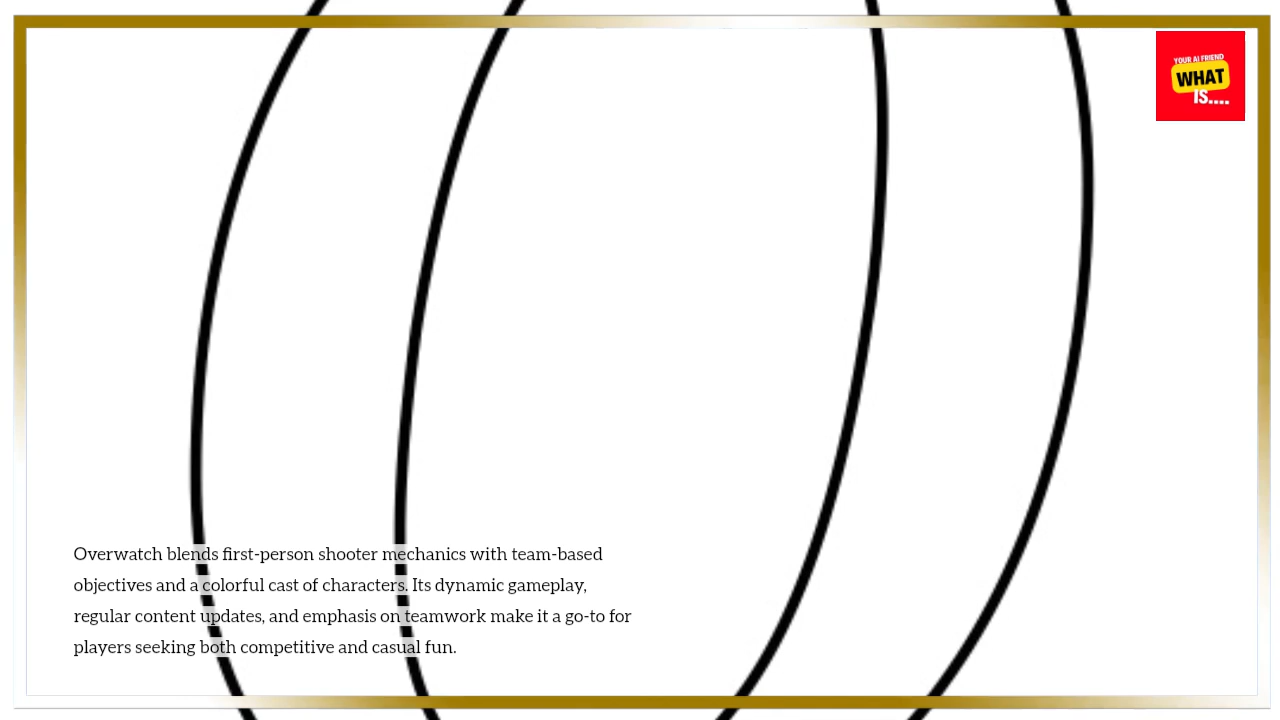 YOUR AI FRIEND
WHAT
IS....
Overwatch blends first-person shooter mechanics with team-based
objectives and a colorful cast of characters. Its dynamic gameplay,
regular content updates, and emphasis on teamwork make it a go-to for
players seeking both competitive and casual fun.